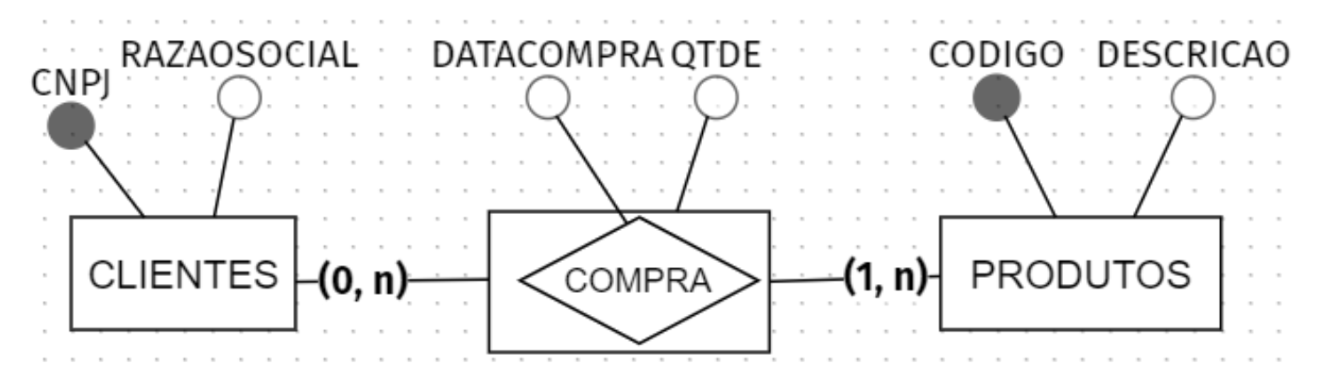 CNPJ
RAZAOSOCIAL
DATACOMPRA
QTDE
CODIGO
DESCRICAO
CLIENTES
(0, n)
COMPRA
(1, n)
PRODUTOS